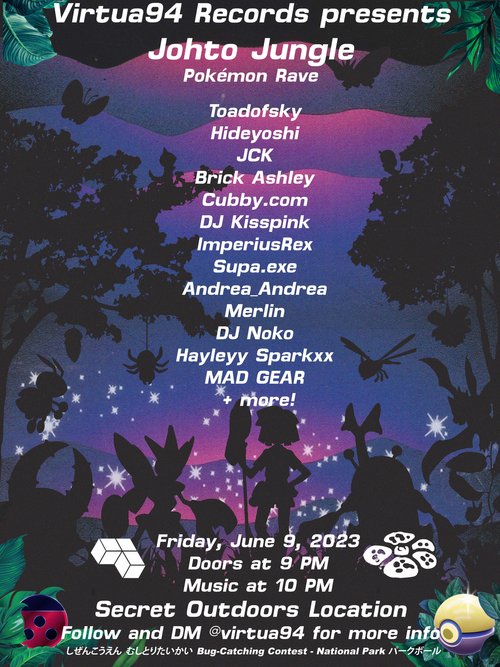 Virtua94 Records presents
Johto Jungle
Pokémon Rave
Toadofsky
Hideyoshi
JCK
Brick Ashley
Cubby.com
DJ Kisspink
ImperiusRex
Supa.exe
Andrea_Andrea
Merlin
DJ Noko
Hayleyy Sparkxx
MAD GEAR
+ more!
Friday, June 9, 2023
Doors at 9 PM
Music at 10 PM
Secret Outdoors Location
Follow and DM @virtua94 for more info
しぜんこうえん むしとりたいかい Bug-Catching Contest - National Park パークボール